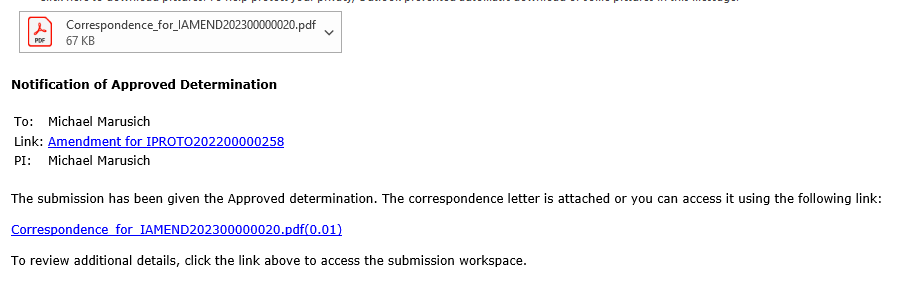 Correspondence_for_IAMEND202300000020.pdf
67 KB
PDF
Notification of Approved Determination
To: Michael Marusich
Link: Amendment for IPROTO202200000258
PI: Michael Marusich
The submission has been given the Approved determination. The correspondence letter is attached or you can access it using the following link:
Correspondence_for_IAMEND202300000020.pdf(0.01)
To review additional details, click the link above to access the submission workspace.